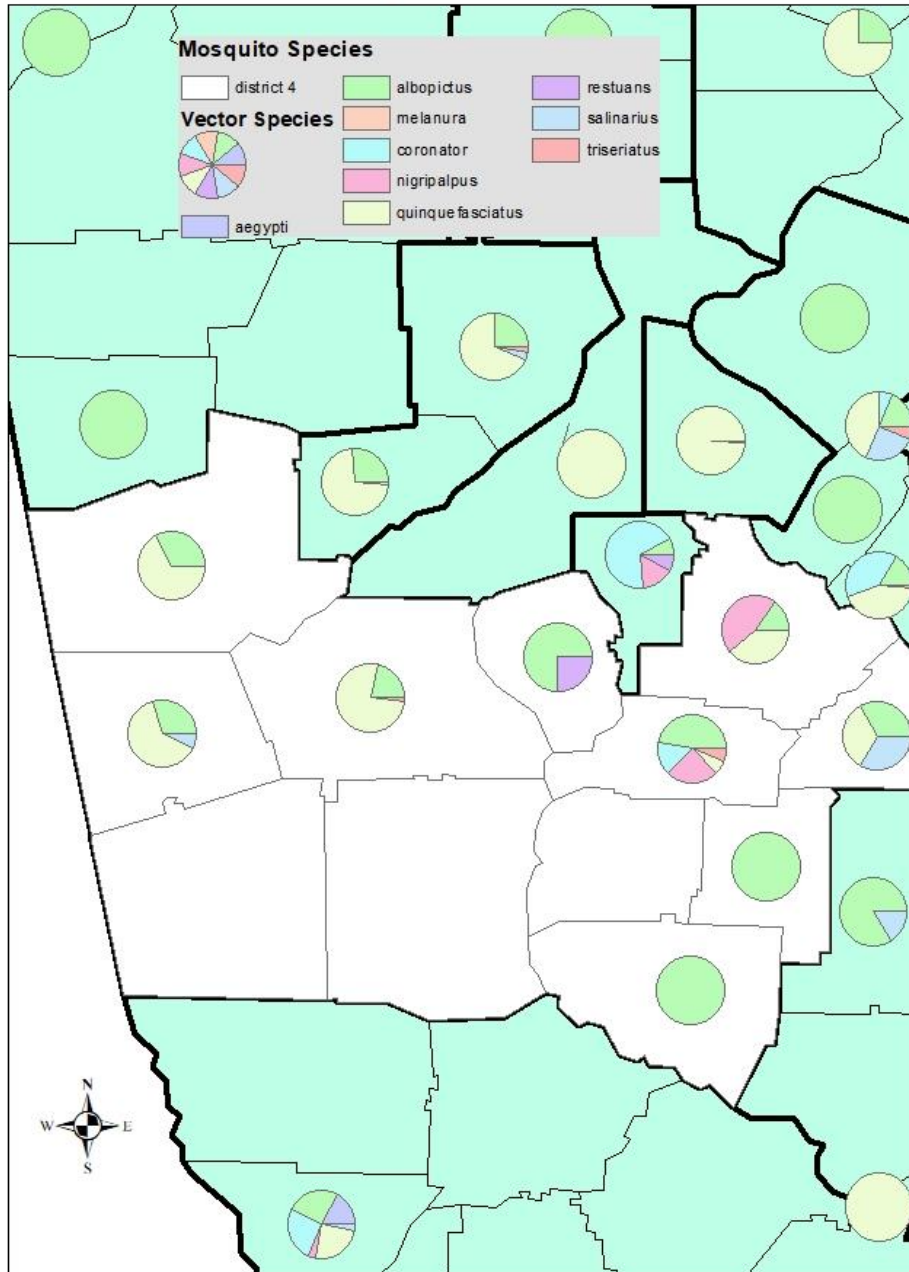 Mosquito Species
district 4
Vector Species
aegypti
albopictus
melanura
coronator
nigripalpus
quinquefasciatus
restuans
salinarius
triseriatus
N
W E
S